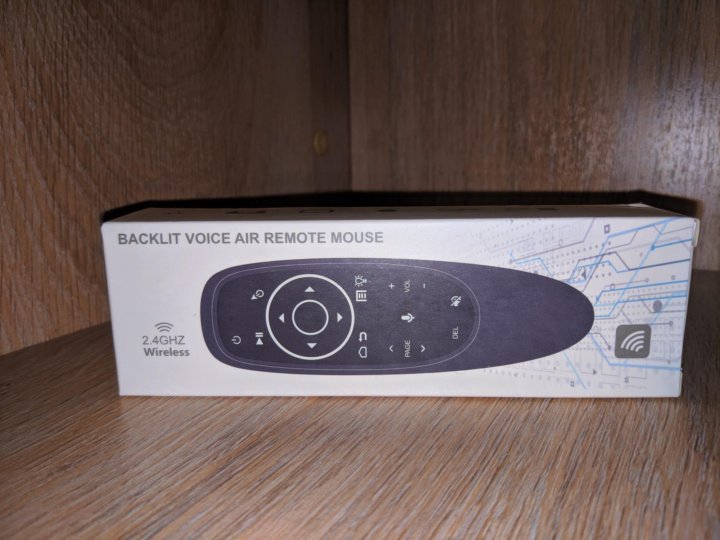 BACKLIT VOICE AIR REMOTE MOUSE
2.4GHZ
Wireless
+ VOL -
PAGE
DEL